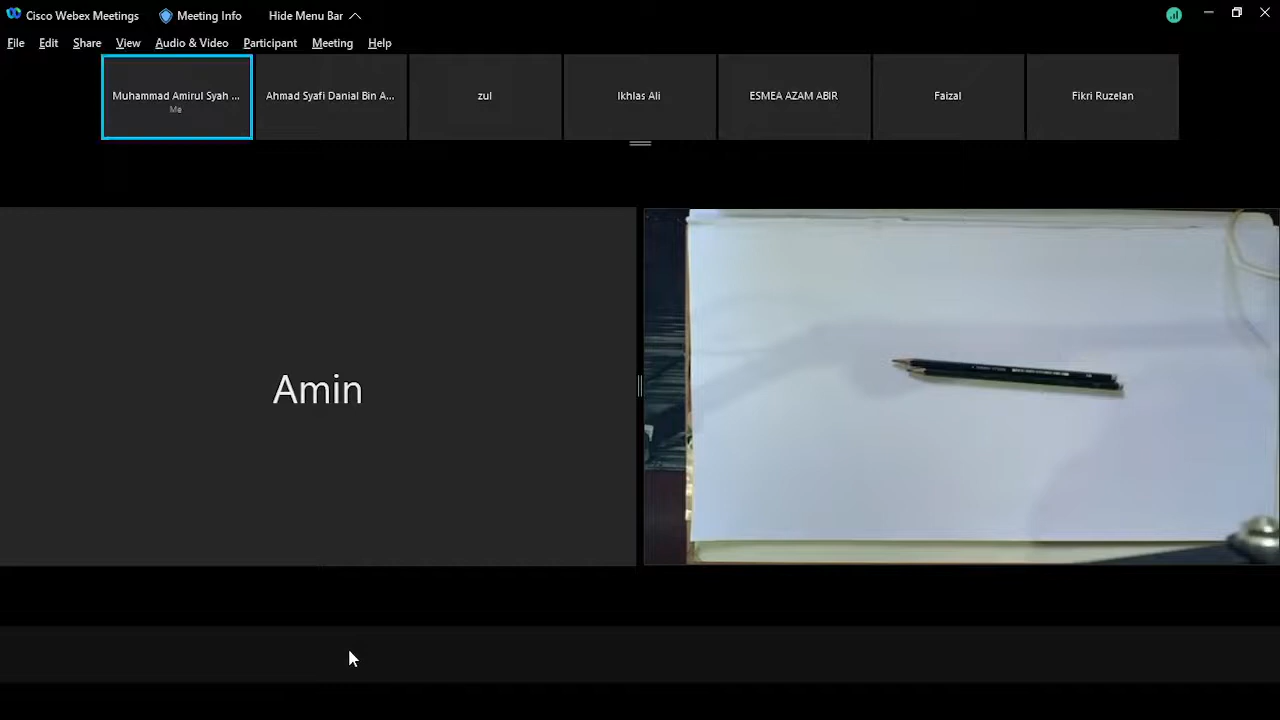 Cisco Webex Meetings Meeting Info Hide Menu Bar
File Edit Share View Audio & Video Participant Meeting Help
Muhammad Amirul Syah ... Ahmad Syafi Danial Bin A... zul Ikhlas Ali ESMEA AZAM ABIR Faizal Fikri Ruzelan
Me
Amin